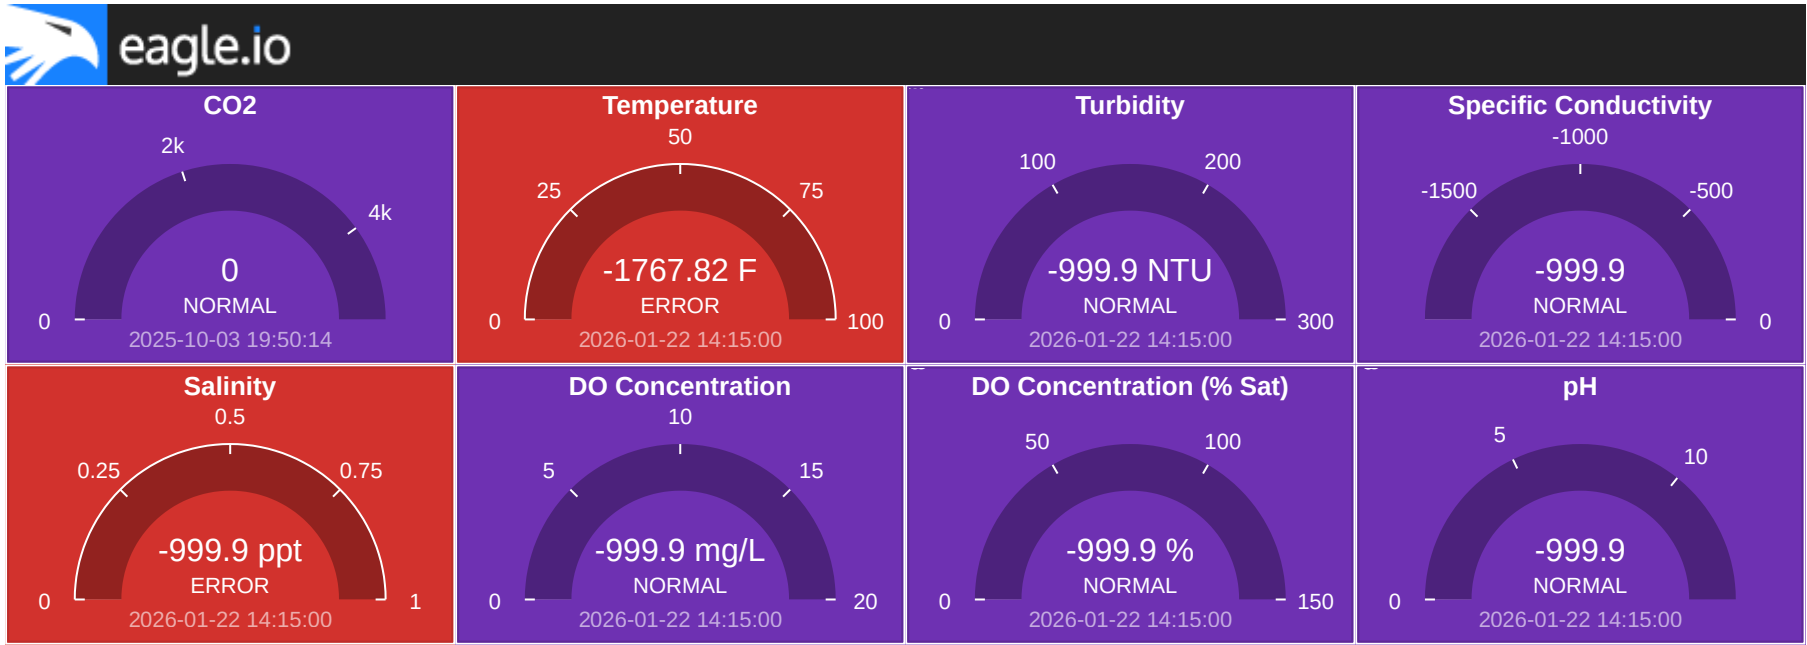 eagle.io
CO2
2k
4k
0
NORMAL
0
2025-10-03 19:50:14
Temperature
50
25
75
-1767.82 F
ERROR
0
100
2026-01-22 14:15:00
Turbidity
100
200
-999.9 NTU
NORMAL
0
300
2026-01-22 14:15:00
Specific Conductivity
-1000
-1500
-500
-999.9
NORMAL
0
2026-01-22 14:15:00
Salinity
0.5
0.25
0.75
-999.9 ppt
ERROR
0
1
2026-01-22 14:15:00
DO Concentration
10
5
15
-999.9 mg/L
NORMAL
0
20
2026-01-22 14:15:00
DO Concentration (% Sat)
50
100
-999.9 %
NORMAL
0
150
2026-01-22 14:15:00
pH
5
10
-999.9
NORMAL
0
2026-01-22 14:15:00